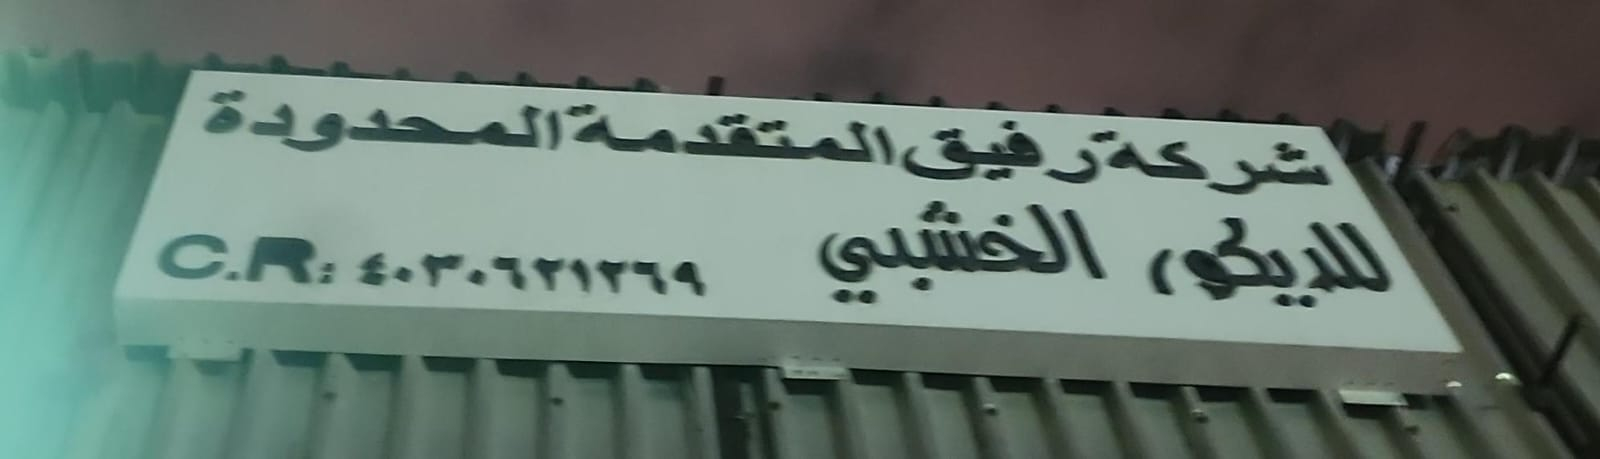 شركة رفيق المتقدمة المحدودة
للديكور الخشبي
C.R: ٤٠٣٠٦٢١٢٦٩